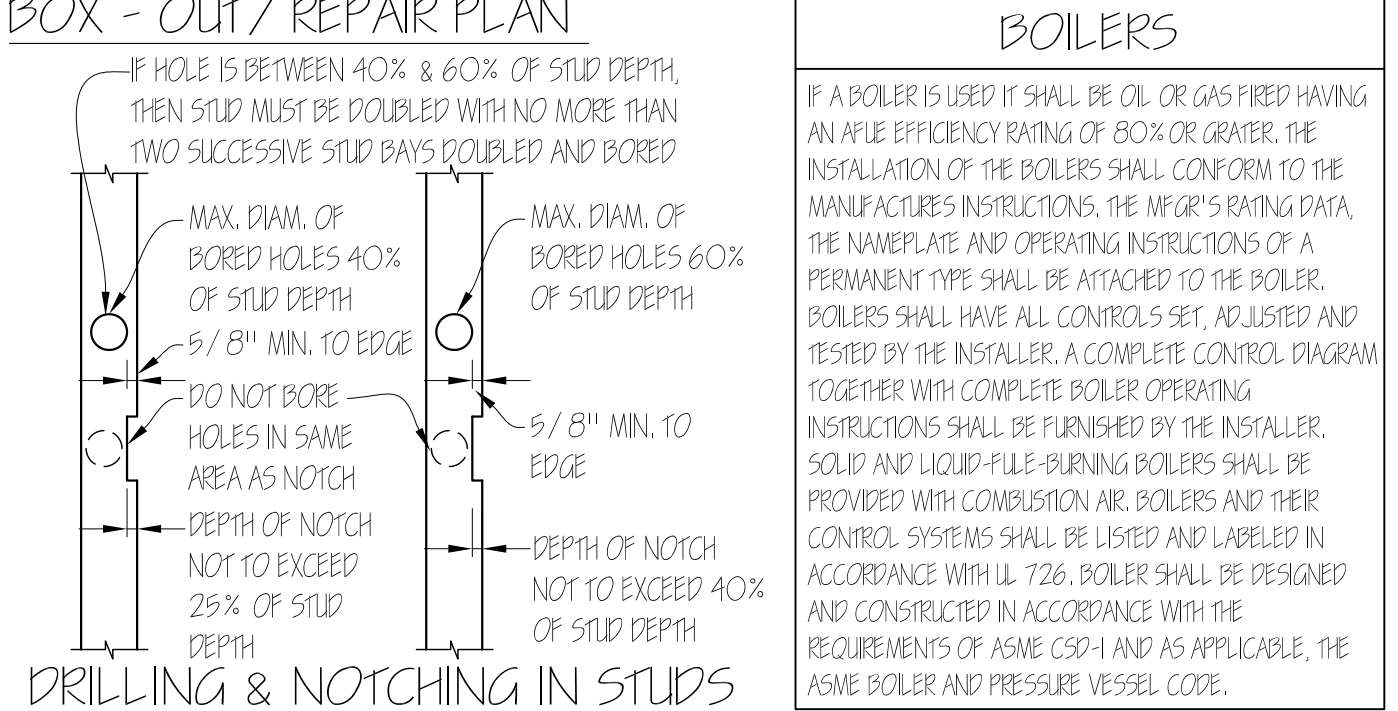 BOX - OUT / REPAIR PLAN
IF HOLE IS BETWEEN 40% & 60% OF STUD DEPTH,
THEN STUD MUST BE DOUBLED WITH NO MORE THAN
TWO SUCCESSIVE STUD BAYS DOUBLED AND BORED
MAX. DIAM. OF
BORED HOLES 40%
OF STUD DEPTH
5/8" MIN. TO EDGE
DO NOT BORE
HOLES IN SAME
AREA AS NOTCH
DEPTH OF NOTCH
NOT TO EXCEED
25% OF STUD
DEPTH
MAX. DIAM. OF
BORED HOLES 60%
OF STUD DEPTH
5/8" MIN. TO
EDGE
DEPTH OF NOTCH
NOT TO EXCEED 40%
OF STUD DEPTH
DRILLING & NOTCHING IN STUDS
BOILERS
IF A BOILER IS USED IT SHALL BE OIL OR GAS FIRED HAVING
AN AFUE EFFICIENCY RATING OF 80% OR GRATER. THE
INSTALLATION OF THE BOILERS SHALL CONFORM TO THE
MANUFACTURES INSTRUCTIONS. THE MFGR'S RATING DATA,
THE NAMEPLATE AND OPERATING INSTRUCTIONS OF A
PERMANENT TYPE SHALL BE ATTACHED TO THE BOILER.
BOILERS SHALL HAVE ALL CONTROLS SET, ADJUSTED AND
TESTED BY THE INSTALLER. A COMPLETE CONTROL DIAGRAM
TOGETHER WITH COMPLETE BOILER OPERATING
INSTRUCTIONS SHALL BE FURNISHED BY THE INSTALLER.
SOLID AND LIQUID-FULE-BURNING BOILERS SHALL BE
PROVIDED WITH COMBUSTION AIR. BOILERS AND THEIR
CONTROL SYSTEMS SHALL BE LISTED AND LABELED IN
ACCORDANCE WITH UL 726. BOILER SHALL BE DESIGNED
AND CONSTRUCTED IN ACCORDANCE WITH THE
REQUIREMENTS OF ASME CSD-1 AND AS APPLICABLE, THE
ASME BOILER AND PRESSURE VESSEL CODE.